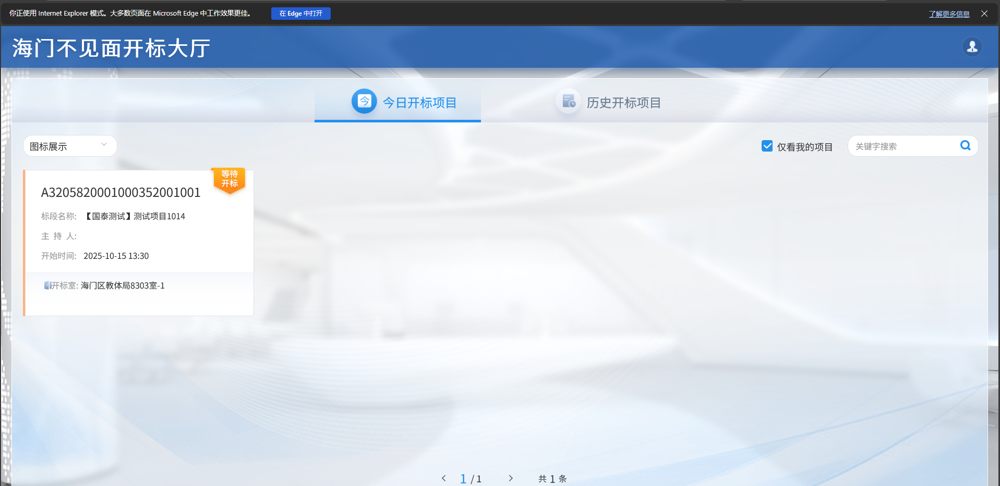 你正使用 Internet Explorer 模式。大多数页面在 Microsoft Edge 中工作效果更佳。 在 Edge 中打开 了解更多信息
海门不见面开标大厅
今 今日开标项目 历史开标项目
图标展示 仅看我的项目 关键字搜索
等待
开标
A3205820001000352001001
标段名称: 【国泰测试】测试项目1014
主 持 人:
开始时间: 2025-10-15 13:30
开标室: 海门区教体局8303室-1
1 / 1 共 1 条